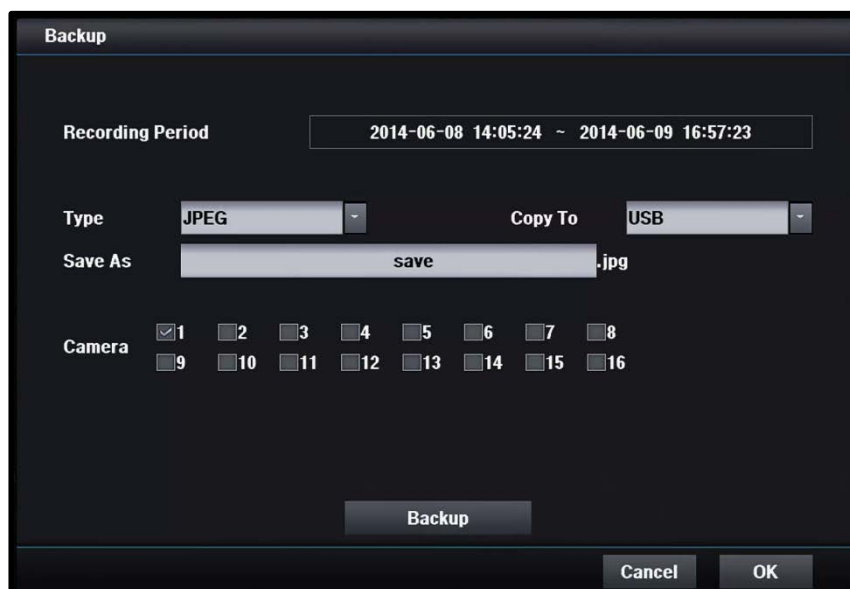 Backup
Recording Period 2014-06-08 14:05:24 ~ 2014-06-09 16:57:23
Type JPEG Copy To USB
Save As save .jpg
1 2 3 4 5 6 7 8
Camera
9 10 11 12 13 14 15 16
Backup
Cancel OK